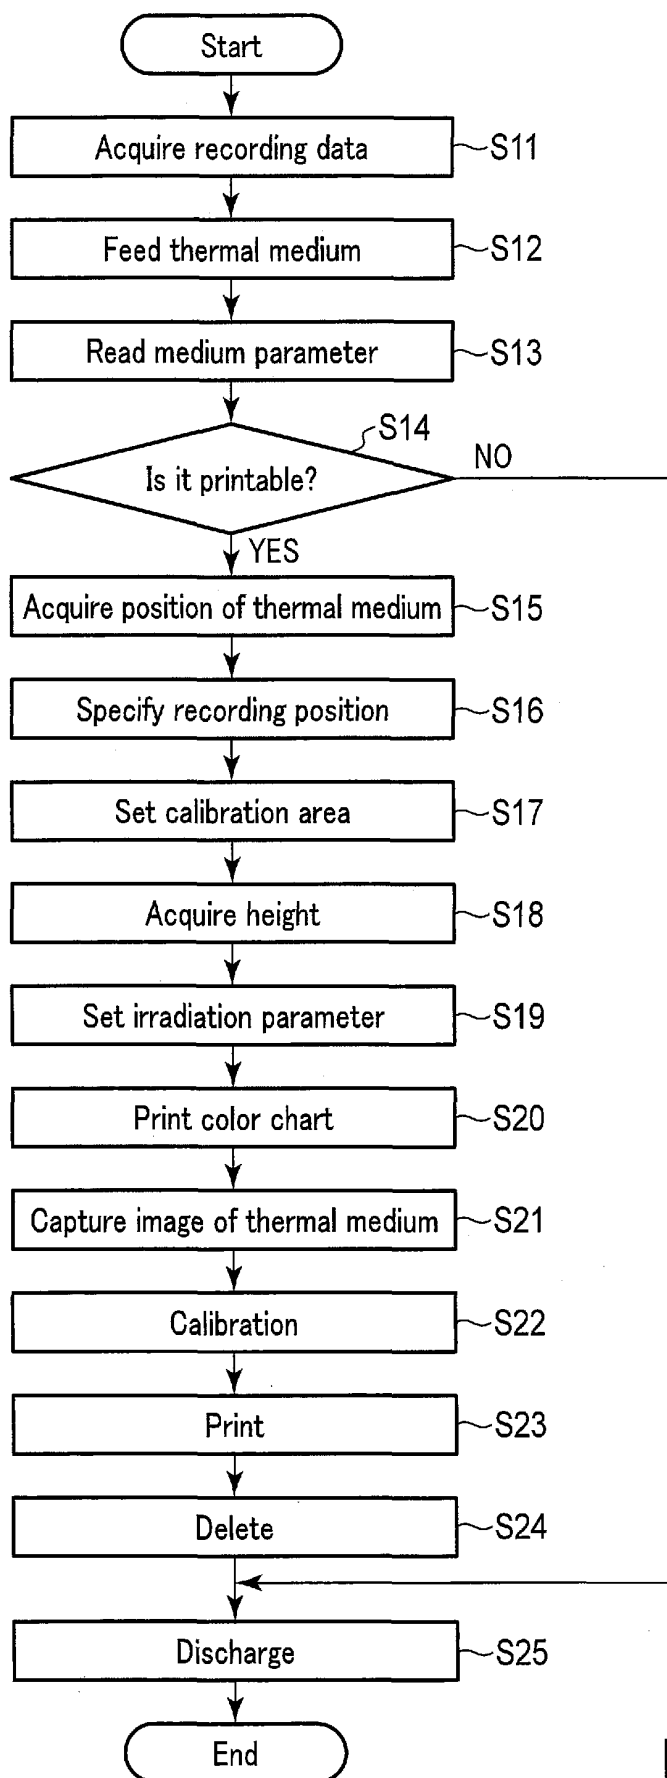 Start
Acquire recording data S11
Feed thermal medium S12
Read medium parameter S13
S14
Is it printable? NO
YES
Acquire position of thermal medium S15
Specify recording position S16
Set calibration area S17
Acquire height S18
Set irradiation parameter S19
Print color chart S20
Capture image of thermal medium S21
Calibration S22
Print S23
Delete S24
Discharge S25
End